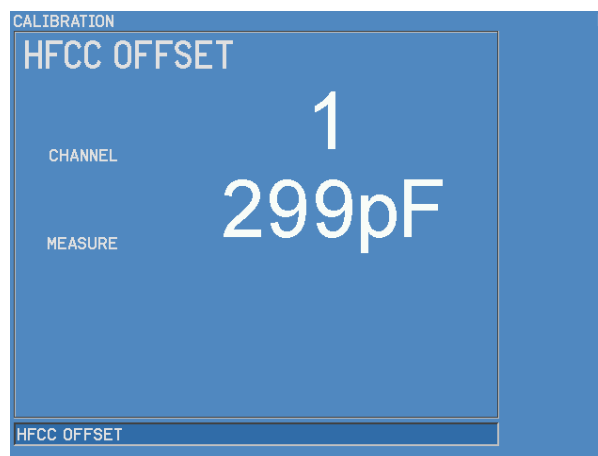 CALIBRATION
HFCC OFFSET
1
CHANNEL
299pF
MEASURE
HFCC OFFSET